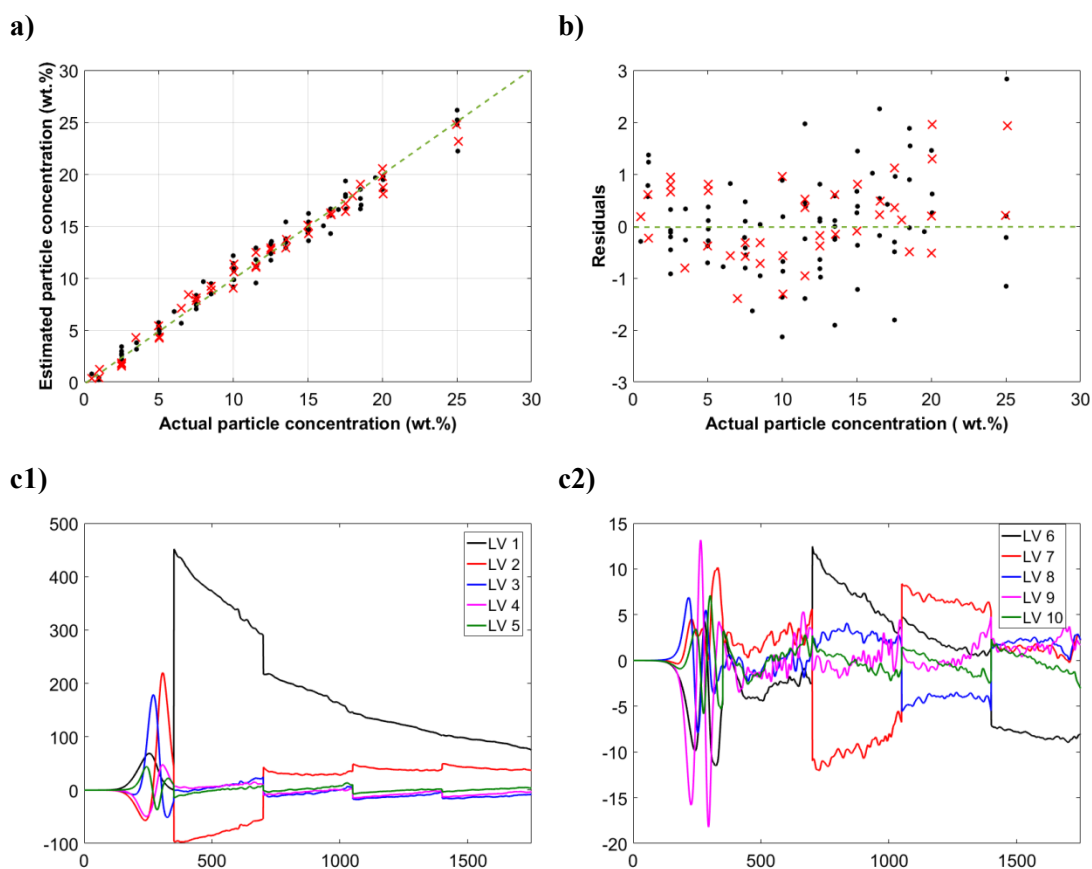 a)
Estimated particle concentration (wt.%)
30
25
20
15
10
5
0
0 5 10 15 20 25 30
Actual particle concentration (wt.%)
b)
Residuals
3
2
1
0
-1
-2
-3
0 5 10 15 20 25 30
Actual particle concentration ( wt.%)
c1)
500
400
300
200
100
0
-100
0 500 1000 1500
LV 1
LV 2
LV 3
LV 4
LV 5
c2)
15
10
5
0
-5
-10
-15
-20
0 500 1000 1500
LV 6
LV 7
LV 8
LV 9
LV 10